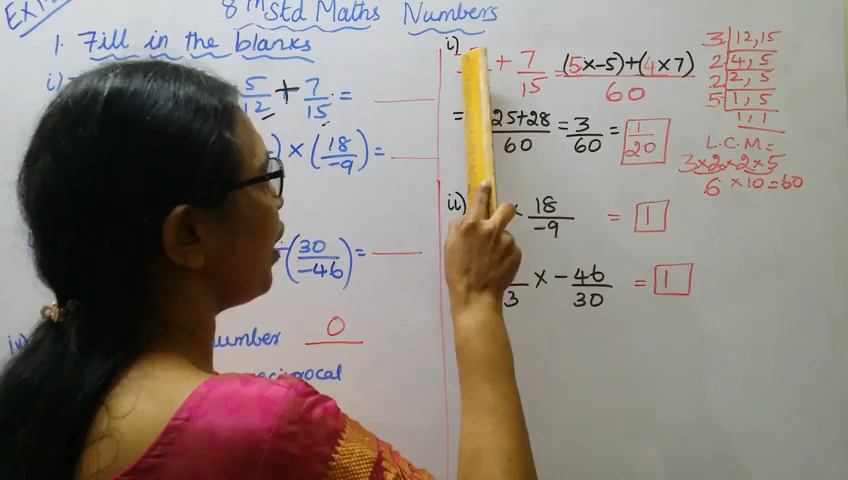 8th Std Maths Numbers
1. Fill in the blanks
i) 5/12 + 7/15 =
× (18/-9) =
(30/-46) =
number 0
reciprocal
i) + 7/15 = (5×-5)+(4×7)/60
= 25+28/60 = 3/60 = 1/20
ii) × 18/-9 = 1
3 × -46/30 = 1
3 | 12, 15
2 | 4, 5
2 | 2, 5
5 | 1, 5
1, 1
L.C.M =
3×2×2×5
6 ×10=60